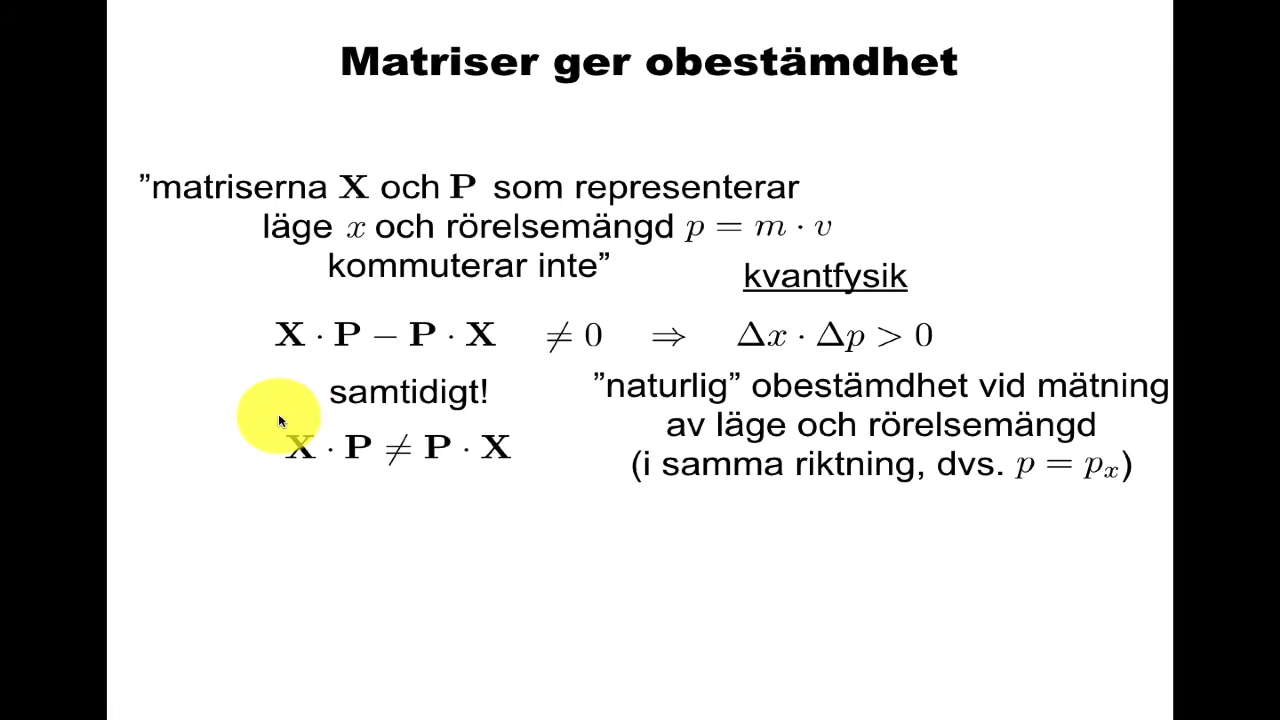 Matriser ger obestämdhet
”matriserna X och P som representerar
läge x och rörelsemängd p = m · v
kommuterar inte”
kvantfysik
X · P − P · X ≠ 0 ⇒ Δx · Δp > 0
samtidigt!
X · P ≠ P · X
”naturlig” obestämdhet vid mätning
av läge och rörelsemängd
(i samma riktning, dvs. p = pₓ)